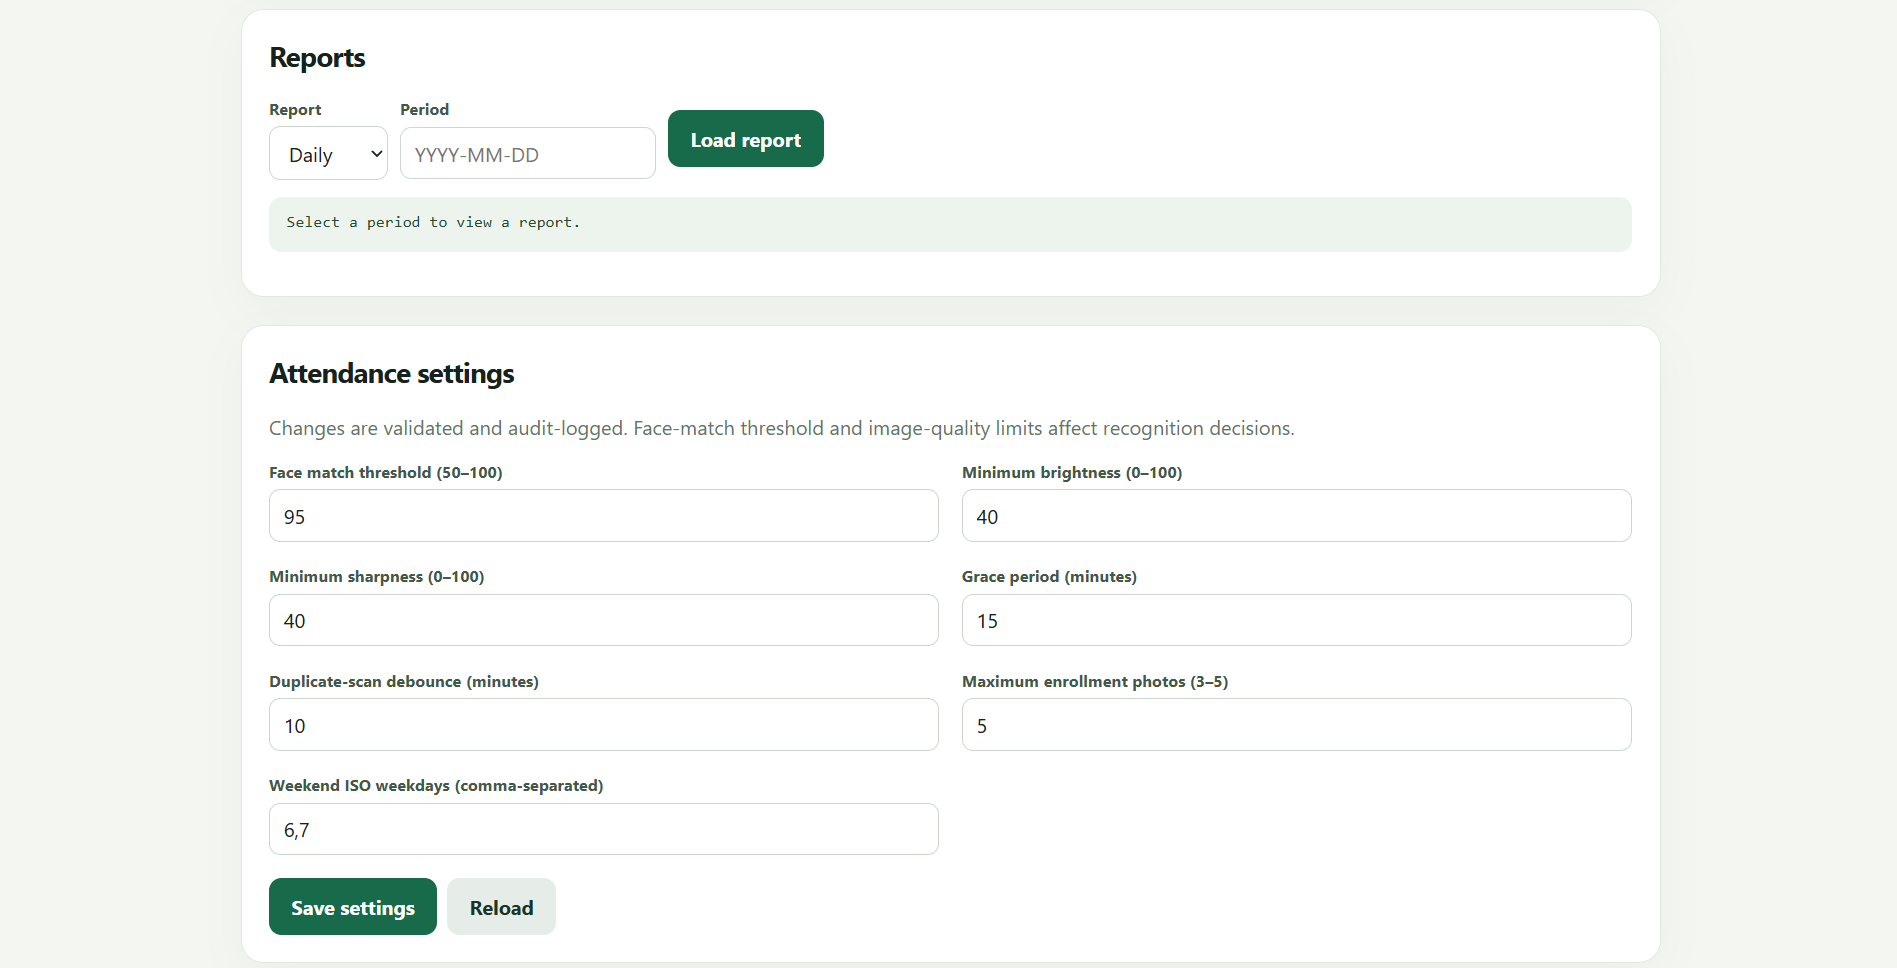 Reports
Report Period
Daily YYYY-MM-DD Load report
Select a period to view a report.
Attendance settings
Changes are validated and audit-logged. Face-match threshold and image-quality limits affect recognition decisions.
Face match threshold (50–100) Minimum brightness (0–100)
95 40
Minimum sharpness (0–100) Grace period (minutes)
40 15
Duplicate-scan debounce (minutes) Maximum enrollment photos (3–5)
10 5
Weekend ISO weekdays (comma-separated)
6,7
Save settings Reload